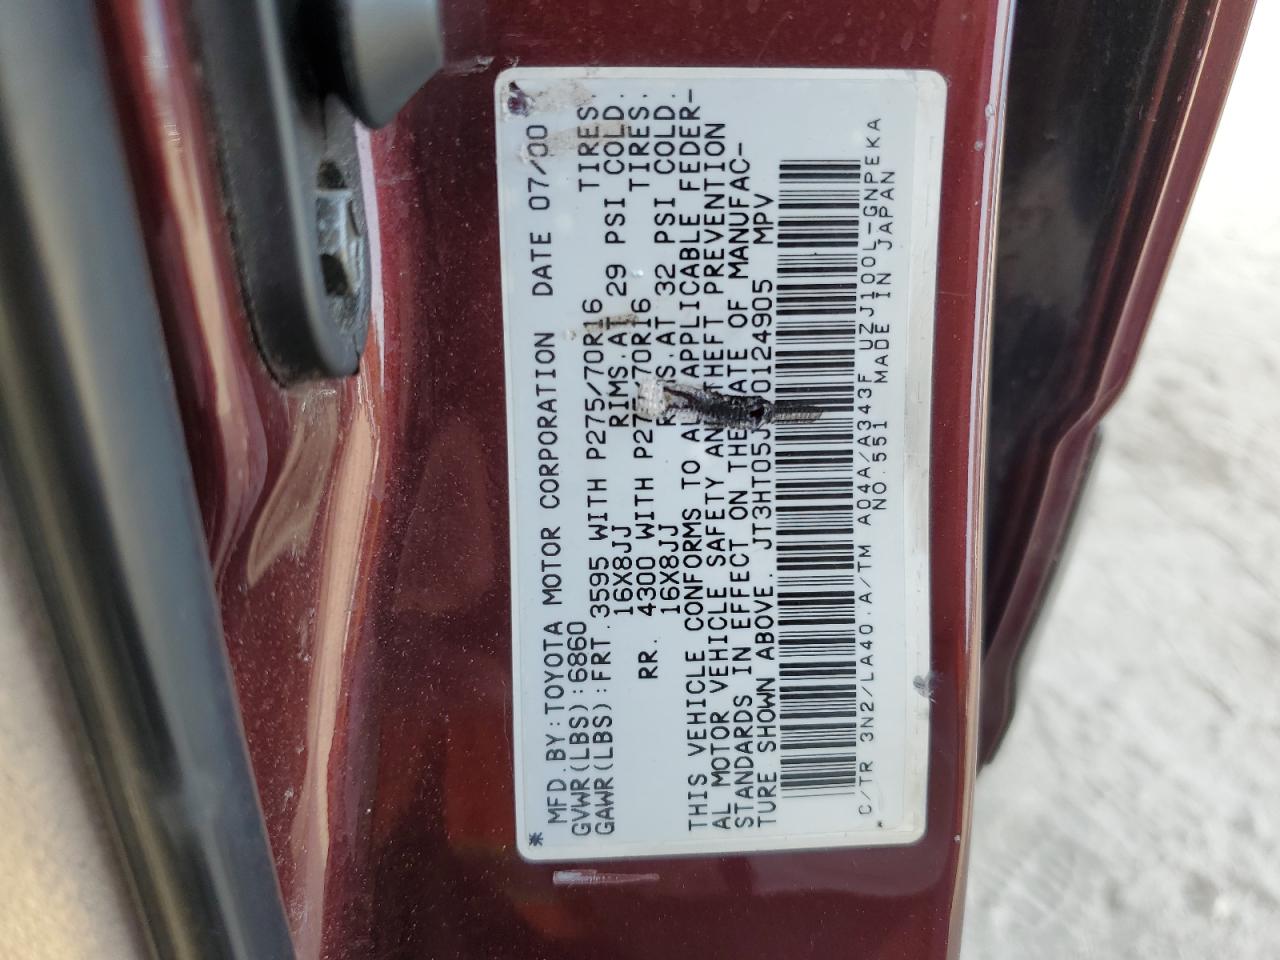 * MFD.BY:TOYOTA MOTOR CORPORATION DATE 07/00
GVWR(LBS):6860
GAWR(LBS):FRT. 3595 WITH P275/70R16 TIRES
16X8JJ RIMS.AT 29 PSI COLD.
RR. 4300 WITH 70R16 TIRES.
16X8JJ AT 32 PSI COLD.
THIS VEHICLE CONFORMS TO APPLICABLE FEDER-
AL MOTOR VEHICLE SAFETY THEFT PREVENTION
STANDARDS IN EFFECT ON THE OF MANUFAC-
TURE SHOWN ABOVE. JT3HT05J 0124905 MPV
C/TR 3N2/LA40.A/TM A04A/A343F UZJ100L-GNPEKA
NO.551 MADE IN JAPAN